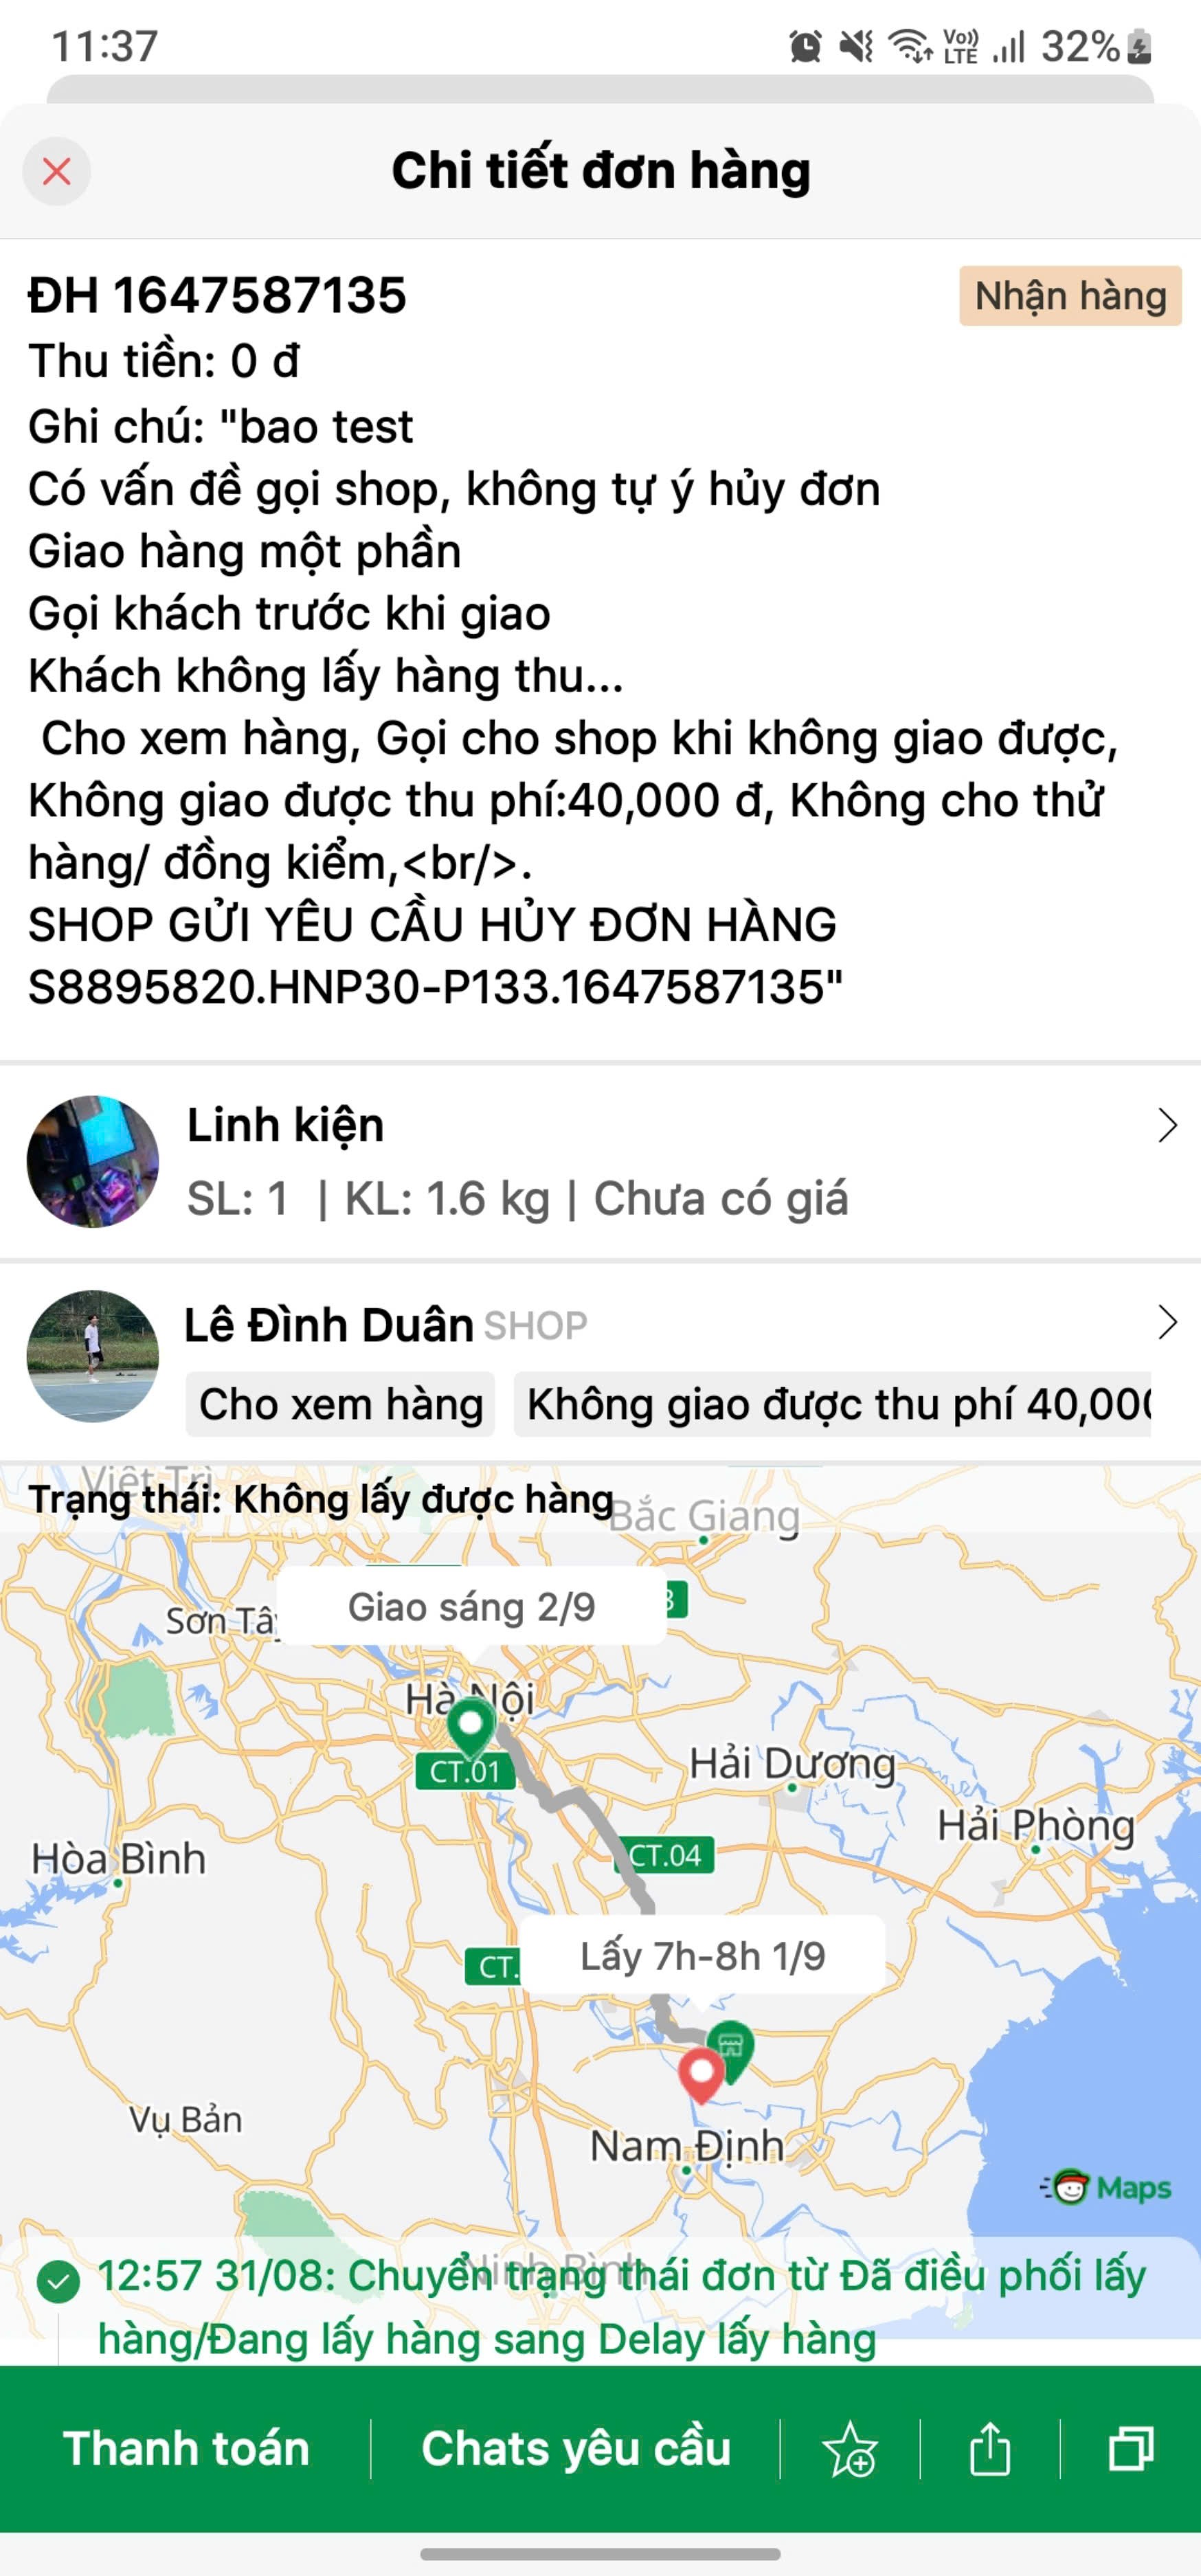 11:37
Vo))
LTE
32%
Chi tiết đơn hàng
ĐH 1647587135
Nhận hàng
Thu tiền: 0 đ
Ghi chú: "bao test
Có vấn đề gọi shop, không tự ý hủy đơn
Giao hàng một phần
Gọi khách trước khi giao
Khách không lấy hàng thu...
Cho xem hàng, Gọi cho shop khi không giao được,
Không giao được thu phí:40,000 đ, Không cho thử
hàng/ đồng kiểm,<br/>.
SHOP GỬI YÊU CẦU HỦY ĐƠN HÀNG
S8895820.HNP30-P133.1647587135"
Linh kiện
SL: 1 | KL: 1.6 kg | Chưa có giá
Lê Đình Duân SHOP
Cho xem hàng
Không giao được thu phí 40,000
Việt Trì
Trạng thái: Không lấy được hàng
Bắc Giang
Giao sáng 2/9
Sơn Tâ
Hà Nội
CT.01
Hải Dương
Hải Phòng
CT.04
Hòa Bình
Lấy 7h-8h 1/9
CT.
Vụ Bản
Nam Định
Maps
Ninh Bình
12:57 31/08: Chuyển trạng thái đơn từ Đã điều phối lấy
hàng/Đang lấy hàng sang Delay lấy hàng
Thanh toán
Chats yêu cầu